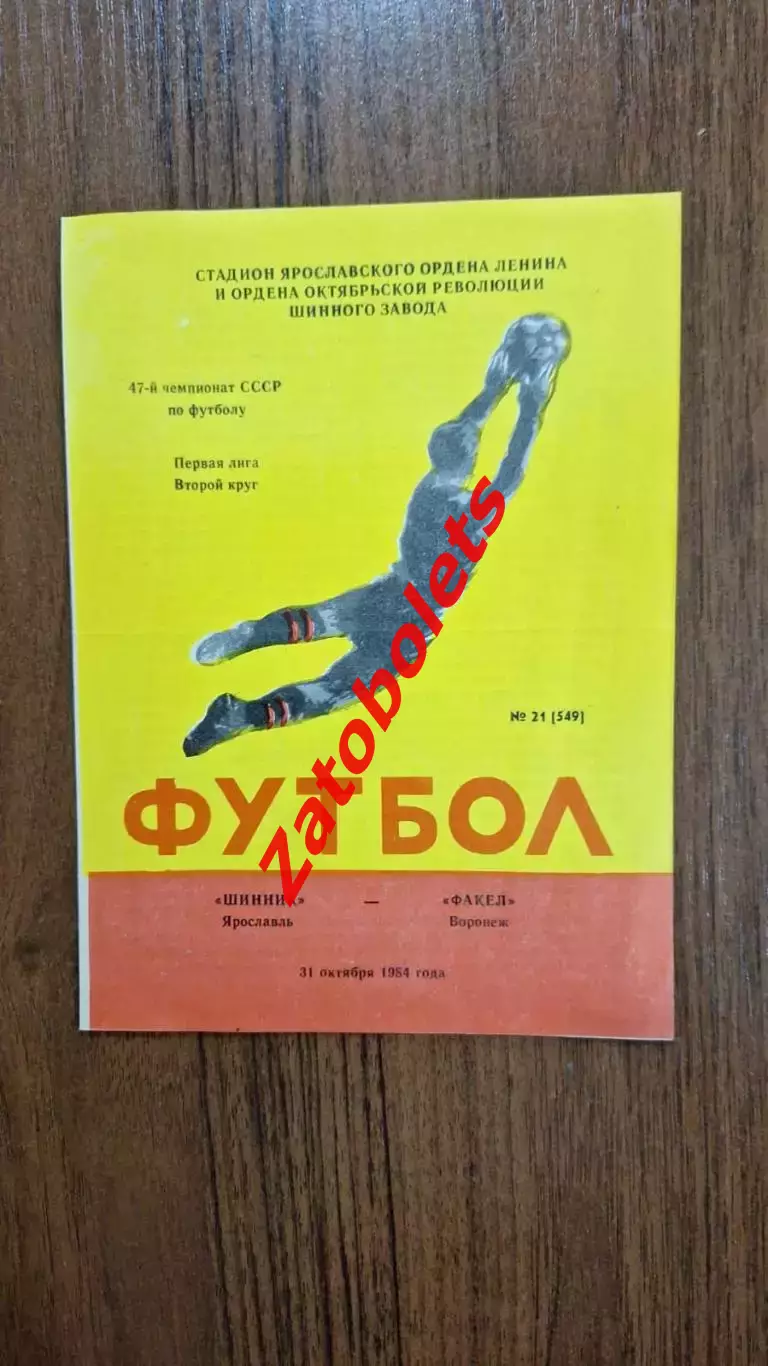 СТАДИОН ЯРОСЛАВСКОГО ОРДЕНА ЛЕНИНА
И ОРДЕНА ОКТЯБРЬСКОЙ РЕВОЛЮЦИИ
ШИННОГО ЗАВОДА
47-й чемпионат СССР
по футболу
Первая лига
Второй круг
Zatobolets
№ 21 [549]
ФУТБОЛ
«ШИННИК» — «ФАКЕЛ»
Ярославль Воронеж
31 октября 1984 года